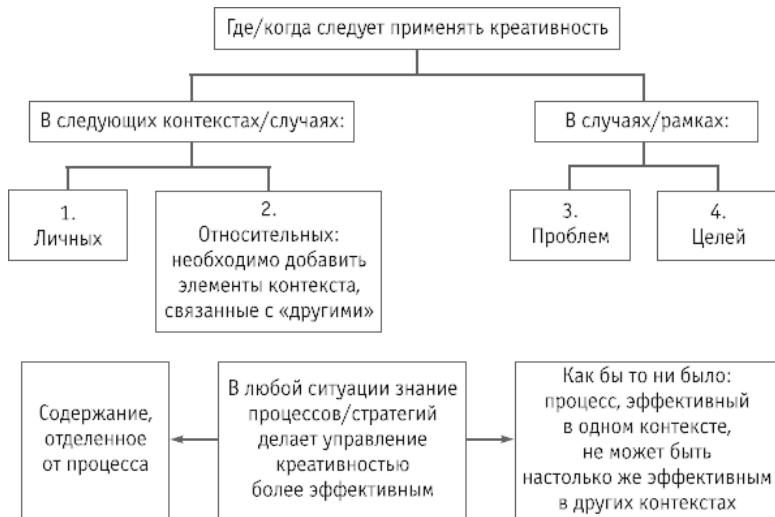 Где/когда следует применять креативность
В следующих контекстах/случаях:
В случаях/рамках:
1.
Личных
2.
Относительных:
необходимо добавить
элементы контекста,
связанные с «другими»
3.
Проблем
4.
Целей
Содержание,
отделенное
от процесса
В любой ситуации знание
процессов/стратегий
делает управление
креативностью
более эффективным
Как бы то ни было:
процесс, эффективный
в одном контексте,
не может быть
настолько же эффективным
в других контекстах